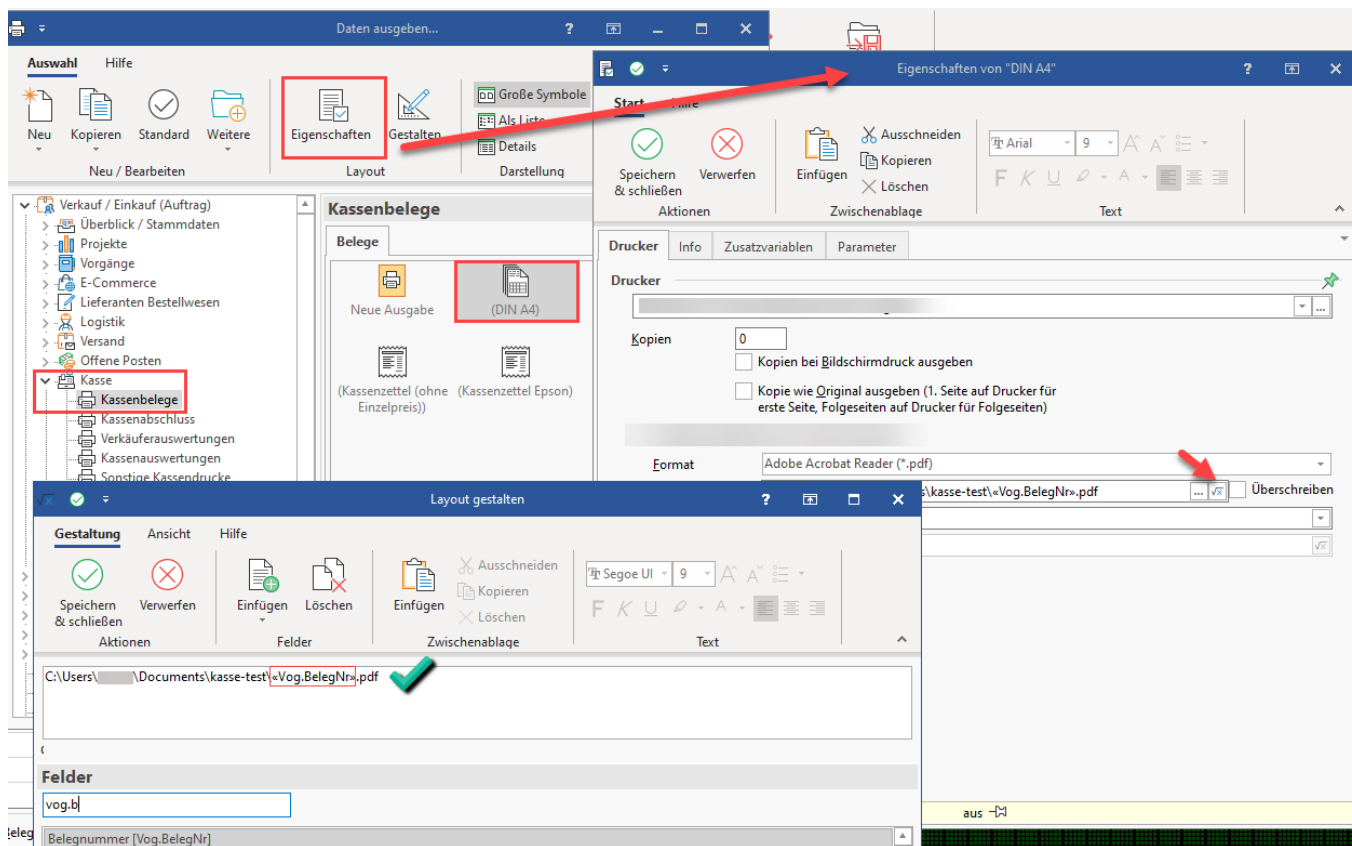 Daten ausgeben...
?
Auswahl Hilfe
Neu Kopieren Standard Weitere
Neu / Bearbeiten
Eigenschaften Gestalten
Layout
Große Symbole
Als Liste
Details
Darstellung
Verkauf / Einkauf (Auftrag)
Überblick / Stammdaten
Projekte
Vorgänge
E-Commerce
Lieferanten Bestellwesen
Logistik
Versand
Offene Posten
Kasse
Kassenbelege
Kassenabschluss
Verkäuferauswertungen
Kassenauswertungen
Sonstige Kassendrucke
Kassenbelege
Belege
Neue Ausgabe
(DIN A4)
(Kassenzettel (ohne
Einzelpreis))
(Kassenzettel Epson)
Eigenschaften von "DIN A4"
?
Start Hilfe
Speichern
& schließen
Verwerfen
Aktionen
Einfügen
Ausschneiden
Kopieren
Löschen
Zwischenablage
Arial 9
F K U
Text
Drucker Info Zusatzvariablen Parameter
Drucker
Kopien 0
Kopien bei Bildschirmdruck ausgeben
Kopie wie Original ausgeben (1. Seite auf Drucker für
erste Seite, Folgeseiten auf Drucker für Folgeseiten)
Format Adobe Acrobat Reader (*.pdf)
\kasse-test\«Vog.BelegNr».pdf ... Überschreiben
aus
Layout gestalten
?
Gestaltung Ansicht Hilfe
Speichern
& schließen
Verwerfen
Aktionen
Einfügen Löschen
Felder
Einfügen
Ausschneiden
Kopieren
Löschen
Zwischenablage
Segoe UI 9
F K U
Text
C:\Users\ \Documents\kasse-test\«Vog.BelegNr».pdf
Felder
vog.b
Belegnummer [Vog.BelegNr]